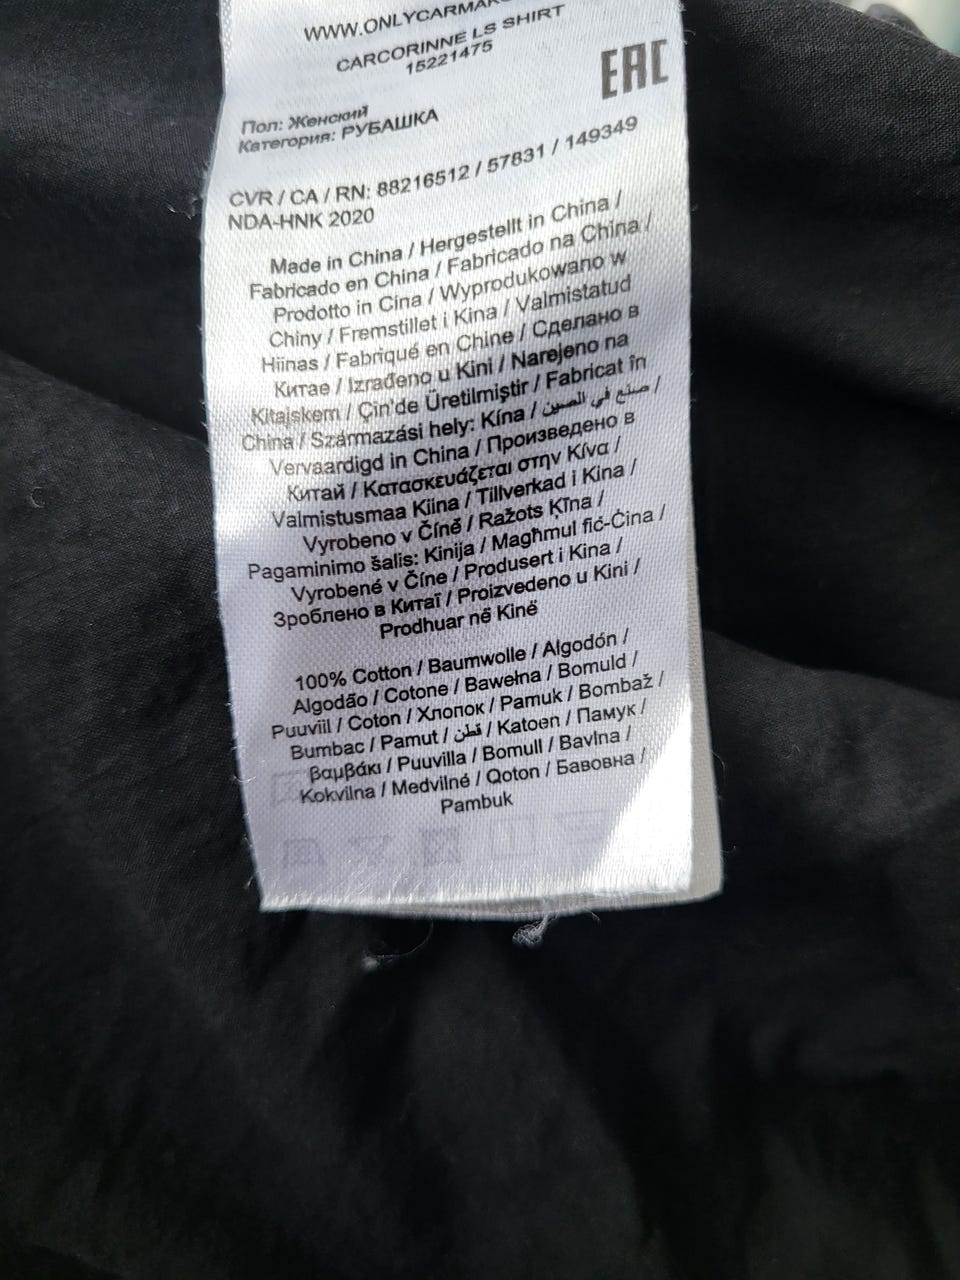 WWW.ONLYCARMAK
CARCORINNE LS SHIRT
15221475
EAC
Пол: Женский
Категория: РУБАШКА
CVR / CA / RN: 88216512 / 57831 / 149349
NDA-HNK 2020
Made in China / Hergestellt in China /
Fabricado en China / Fabricado na China /
Prodotto in Cina / Wyprodukowano w
Chiny / Fremstillet i Kina / Valmistatud
Hiinas / Fabriqué en Chine / Сделано в
Китае / Izrađeno u Kini / Narejeno na
Kitajskem / Çin'de Üretilmiştir / Fabricat în
China / Származási hely: Kína / صنع في الصين /
Vervaardigd in China / Произведено в
Китай / Κατασκευάζεται στην Κίνα /
Valmistusmaa Kiina / Tillverkad i Kina /
Vyrobeno v Číně / Ražots Ķīna /
Pagaminimo šalis: Kinija / Magħmul fiċ-Ċina /
Vyrobené v Číne / Produsert i Kina /
Зроблено в Китаї / Proizvedeno u Kini /
Prodhuar në Kinë
100% Cotton / Baumwolle / Algodón /
Algodão / Cotone / Bawełna / Bomuld /
Puuviil / Coton / Хлопок / Pamuk / Bombaž /
Bumbac / Pamut / قطن / Katoen / Памук /
βαμβάκι / Puuvilla / Bomull / Bavlna /
Kokvilna / Medvilné / Qoton / Бавовна /
Pambuk